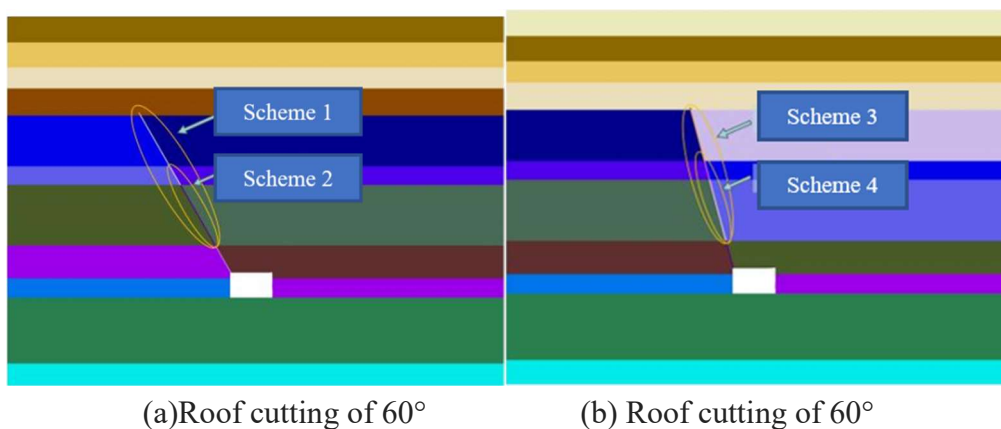 Scheme 1
Scheme 2
Scheme 3
Scheme 4
(a)Roof cutting of 60°
(b) Roof cutting of 60°